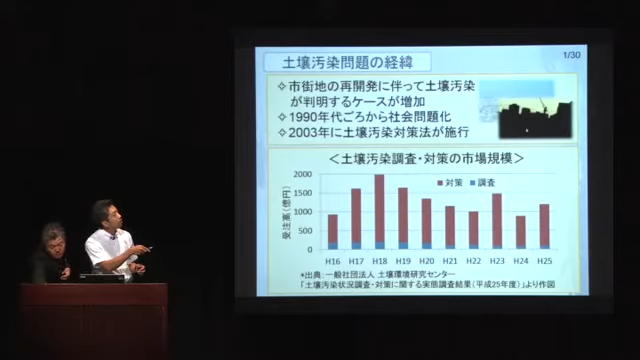 土壌汚染問題の経緯
1/30
✧市街地の再開発に伴って土壌汚染
が判明するケースが増加
✧1990年代ごろから社会問題化
✧2003年に土壌汚染対策法が施行
＜土壌汚染調査・対策の市場規模＞
受注高(億円)
2000
1500
1000
500
0
対策 調査
H16 H17 H18 H19 H20 H21 H22 H23 H24 H25
*出典：一般社団法人 土壌環境研究センター
「土壌汚染状況調査・対策に関する実態調査結果（平成25年度）」より作図